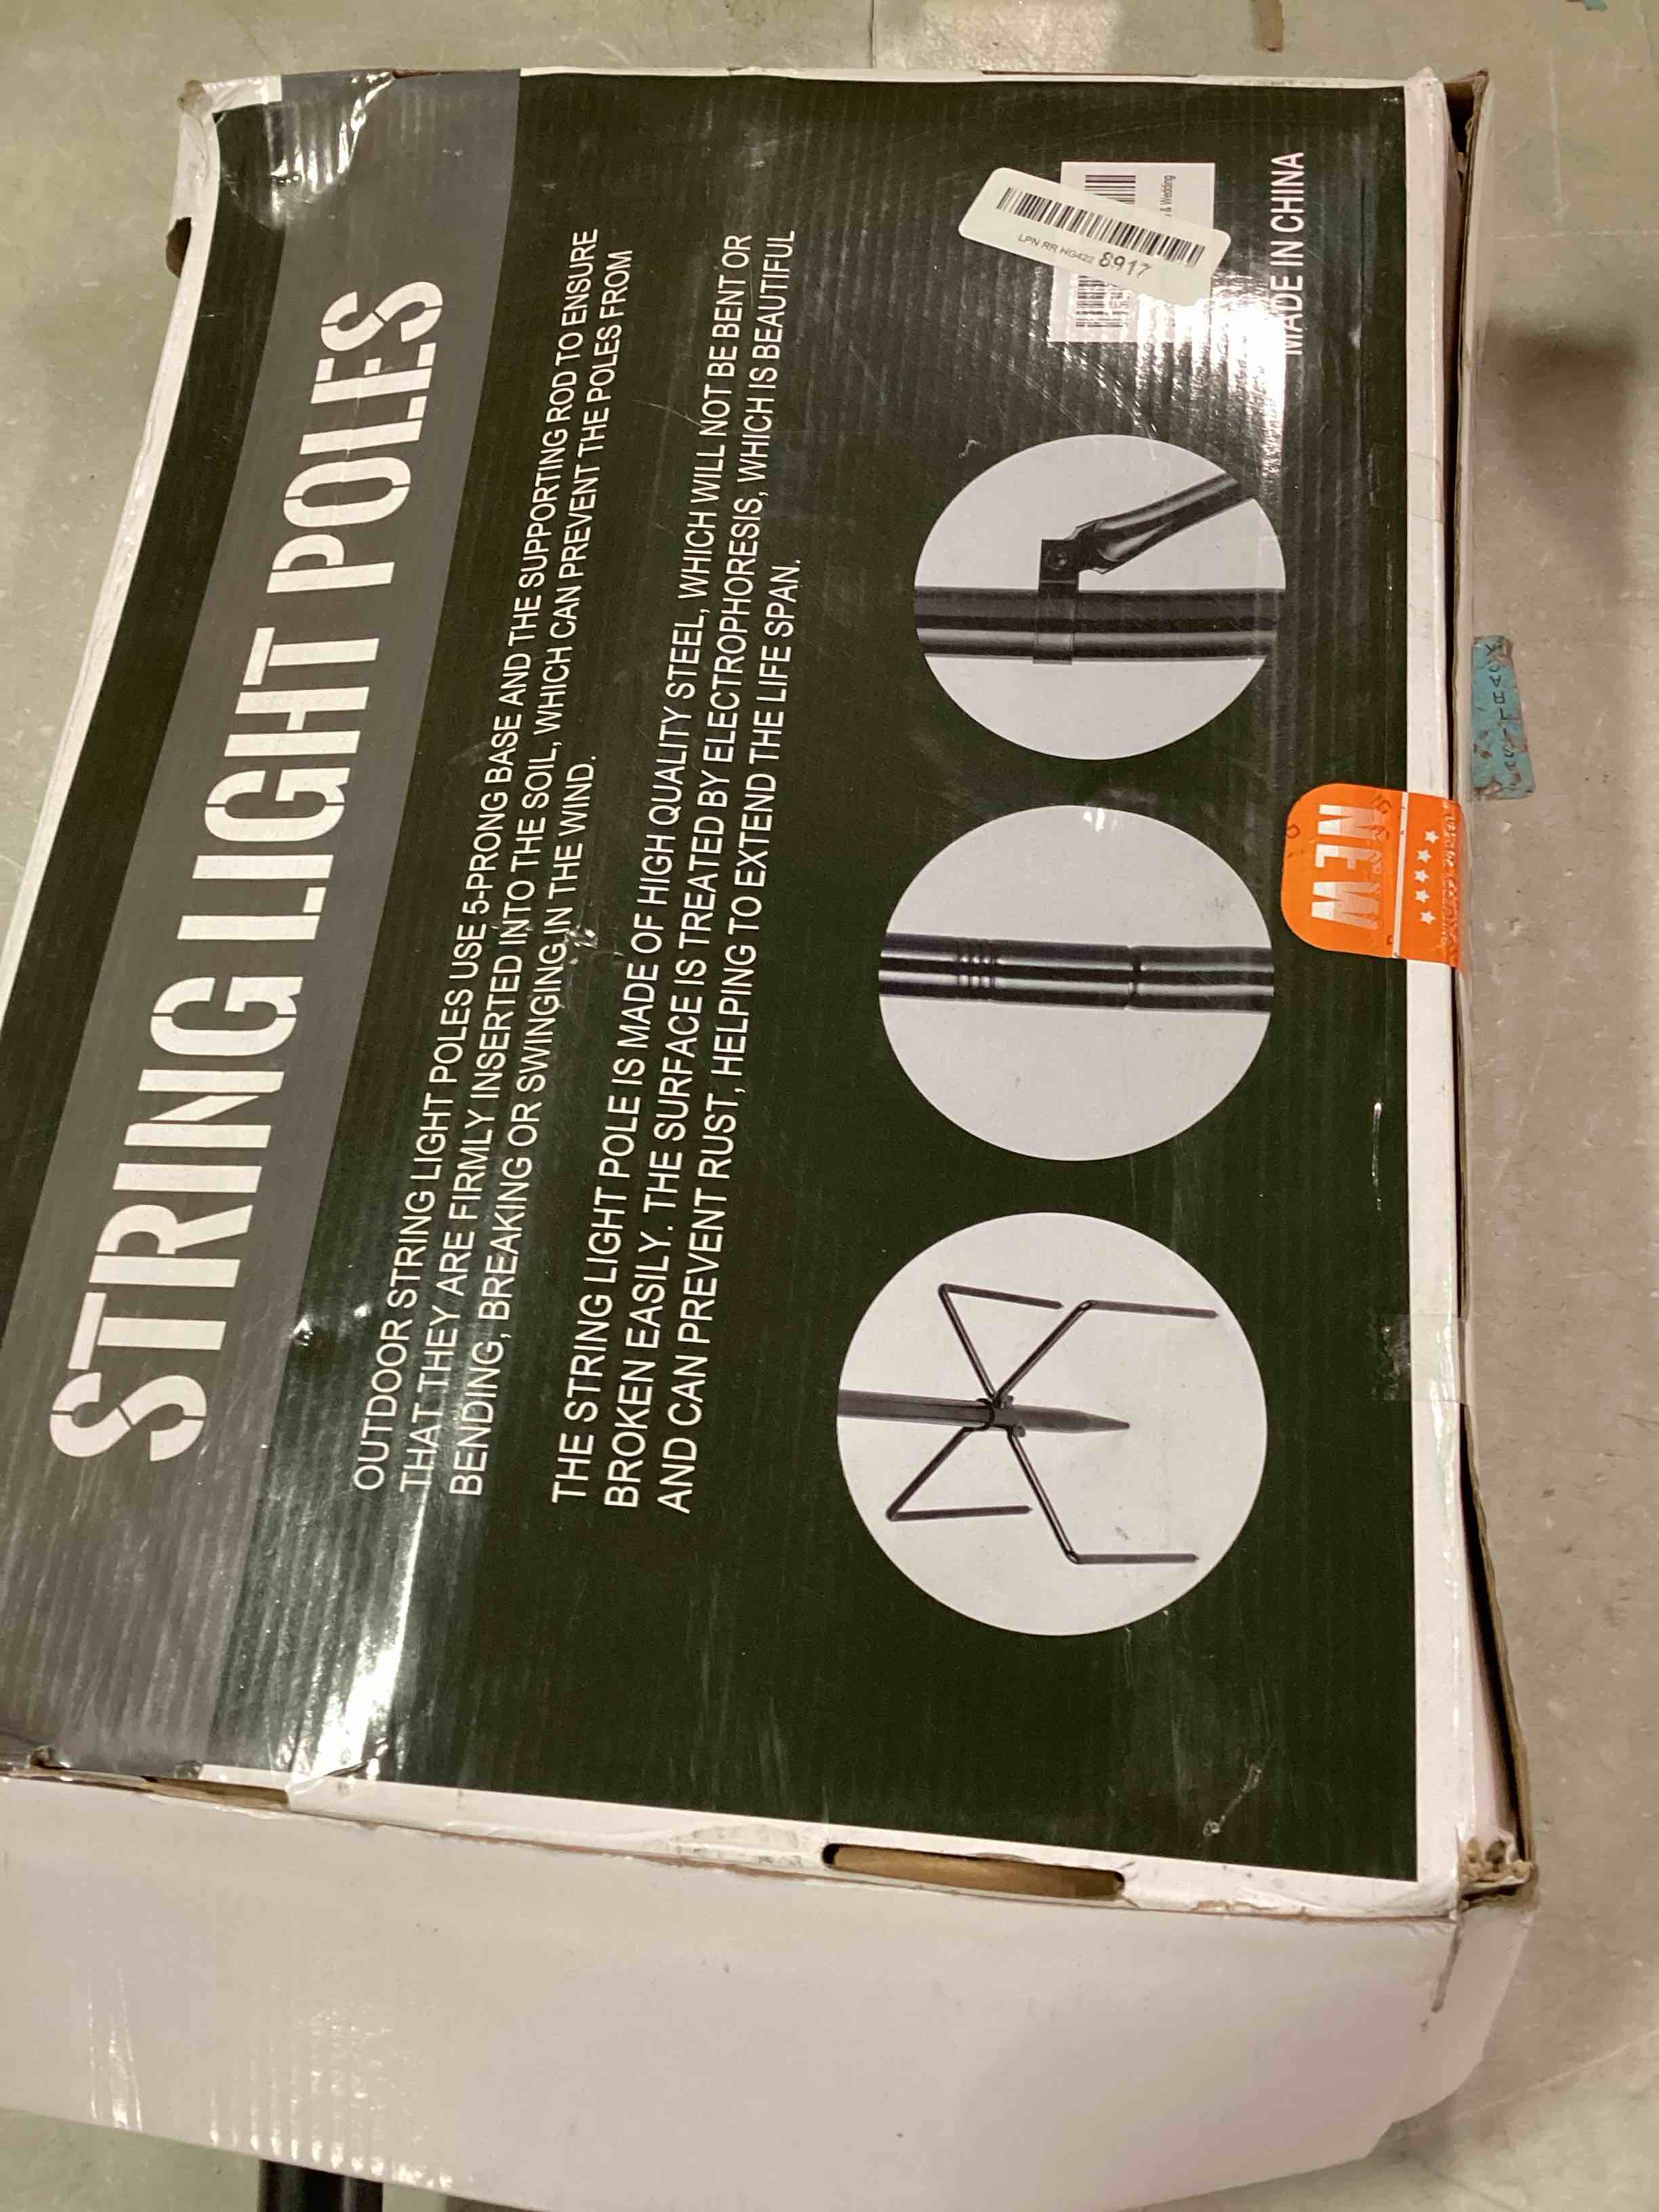 STRING LIGHT POLES
OUTDOOR STRING LIGHT POLES USE 5-PRONG BASE AND THE SUPPORTING ROD TO ENSURE
THAT THEY ARE FIRMLY INSERTED INTO THE SOIL, WHICH CAN PREVENT THE POLES FROM
BENDING, BREAKING OR SWINGING IN THE WIND.
THE STRING LIGHT POLE IS MADE OF HIGH QUALITY STEEL, WHICH WILL NOT BE BENT OR
BROKEN EASILY. THE SURFACE IS TREATED BY ELECTROPHORESIS, WHICH IS BEAUTIFUL
AND CAN PREVENT RUST, HELPING TO EXTEND THE LIFE SPAN.
& Wedding
LPN RR HG422 8917
MADE IN CHINA
NEW